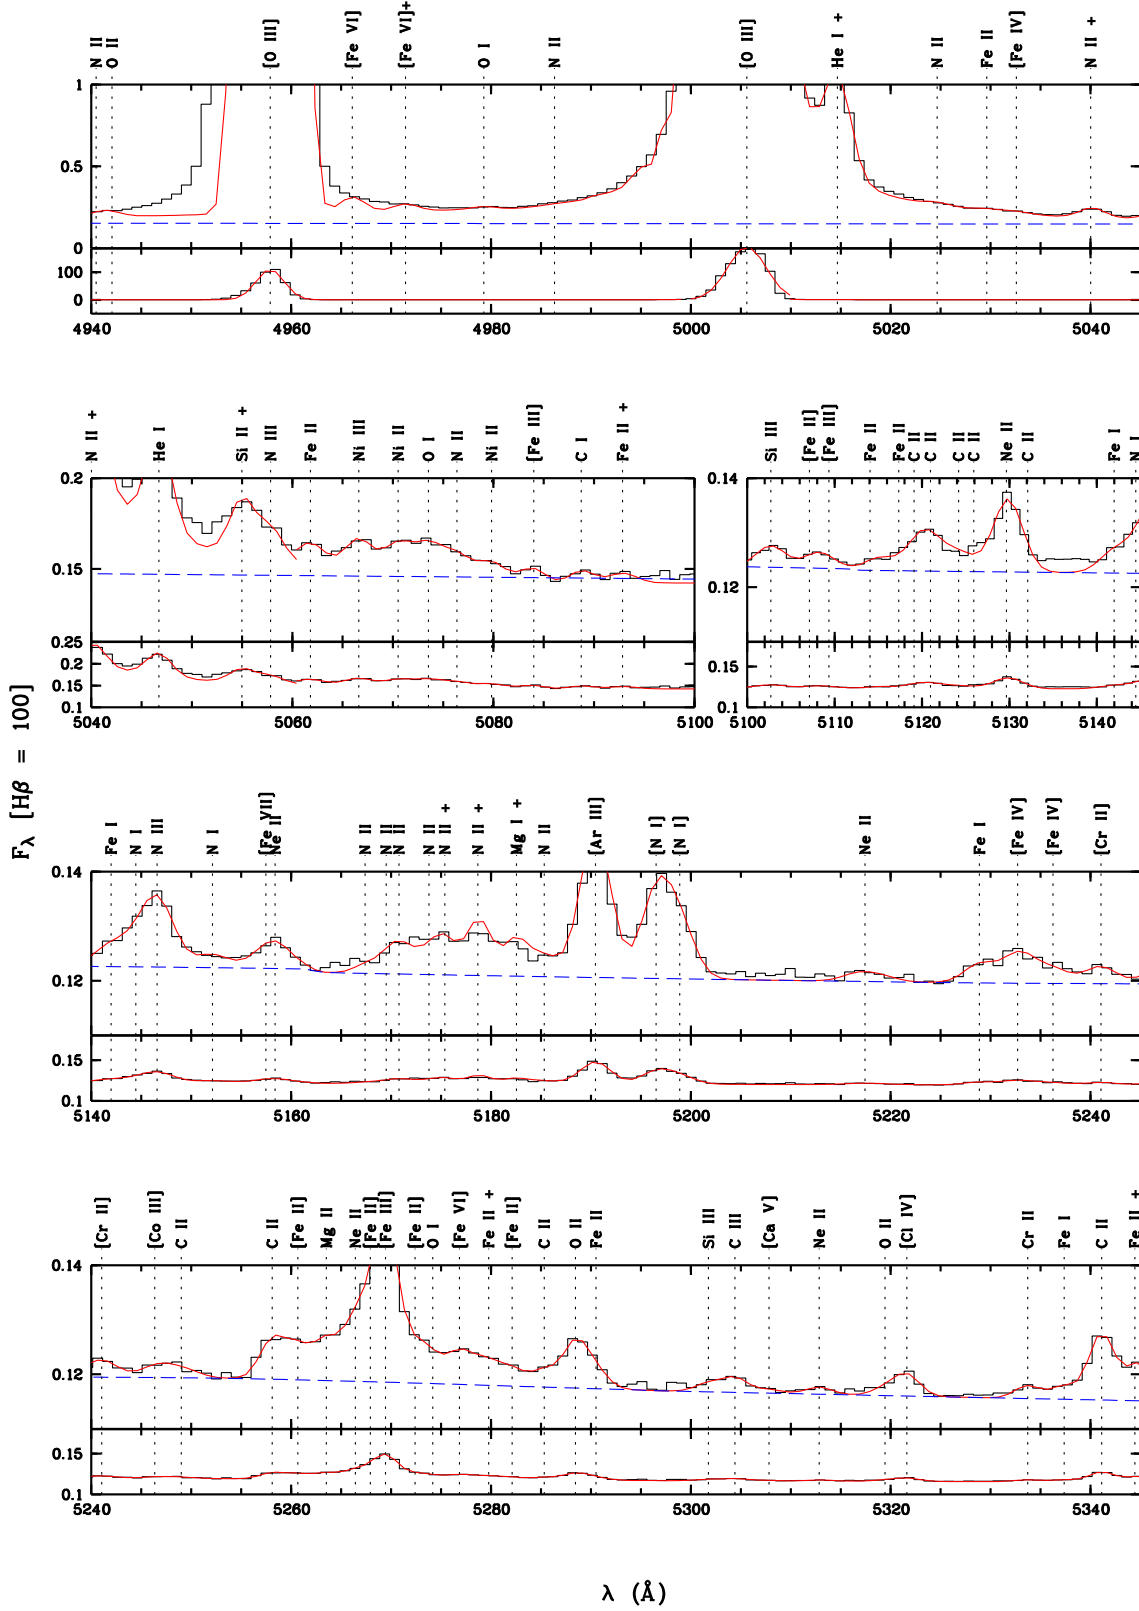 N II
O II
[O III]
[Fe VI]
[Fe VI]+
O I
N II
[O III]
He I +
N II
Fe II
[Fe IV]
N II +
1
0.5
0
100
0
4940 4960 4980 5000 5020 5040
N II +
He I
Si II +
N III
Fe II
Ni III
Ni II
O I
N II
Ni II
[Fe III]
C I
Fe II +
0.2
0.15
0.25
0.2
0.15
0.1
5040 5060 5080 5100
Si III
[Fe II]
[Fe III]
Fe II
Fe II
C II
C II
C II
C II
Ne II
C II
Fe I
N I
0.14
0.12
0.15
0.1
5100 5110 5120 5130 5140
Fλ [Hβ = 100]
Fe I
N I
N III
N I
[Fe VII]
Ne II
N II
N II
N II
N II
N II +
N II +
Mg I +
N II
[Ar III]
[N I]
[N I]
Ne II
Fe I
[Fe IV]
[Fe IV]
[Cr II]
0.14
0.12
0.15
0.1
5140 5160 5180 5200 5220 5240
[Cr II]
[Co III]
C II
C II
[Fe II]
Mg II
Ne II
[Fe II]
[Fe III]
[Fe II]
O I
[Fe VI]
Fe II +
[Fe II]
C II
O II
Fe II
Si III
C III
[Ca V]
Ne II
O II
[Cl IV]
Cr II
Fe I
C II
Fe II +
0.14
0.12
0.15
0.1
5240 5260 5280 5300 5320 5340
λ (Å)